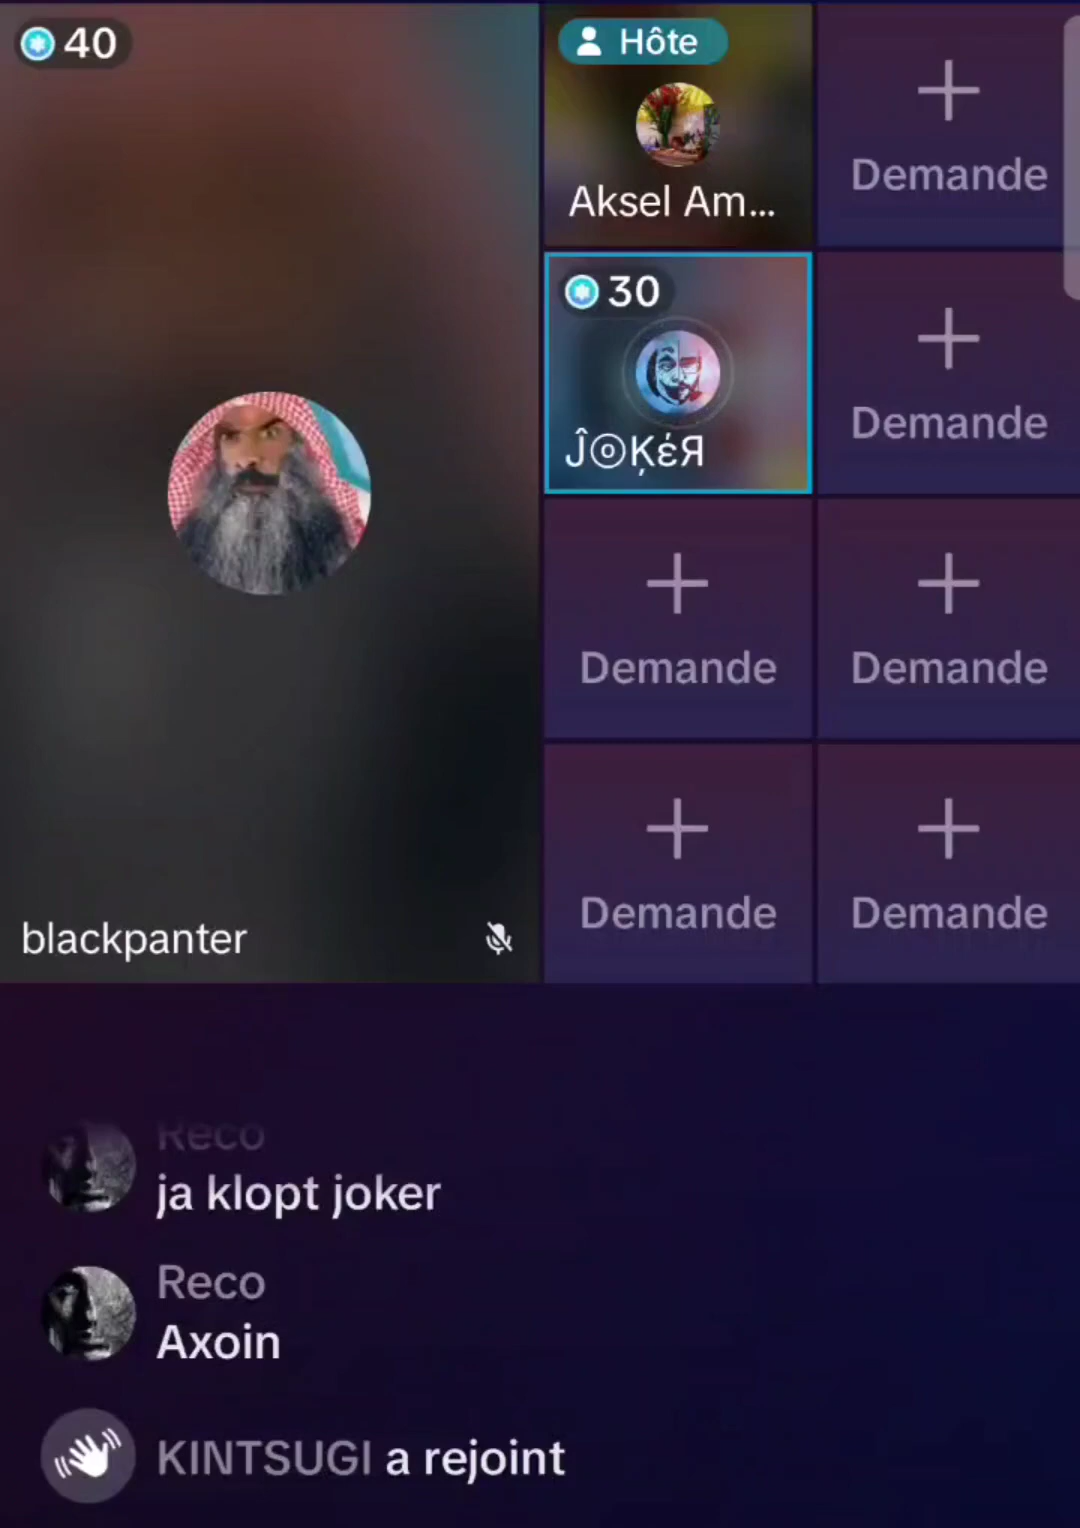 40
Hôte
Aksel Am...
Demande
30
Ĵ⊙ĶέЯ
Demande
Demande
Demande
Demande
Demande
blackpanter
Reco
ja klopt joker
Reco
Axoin
KINTSUGI a rejoint